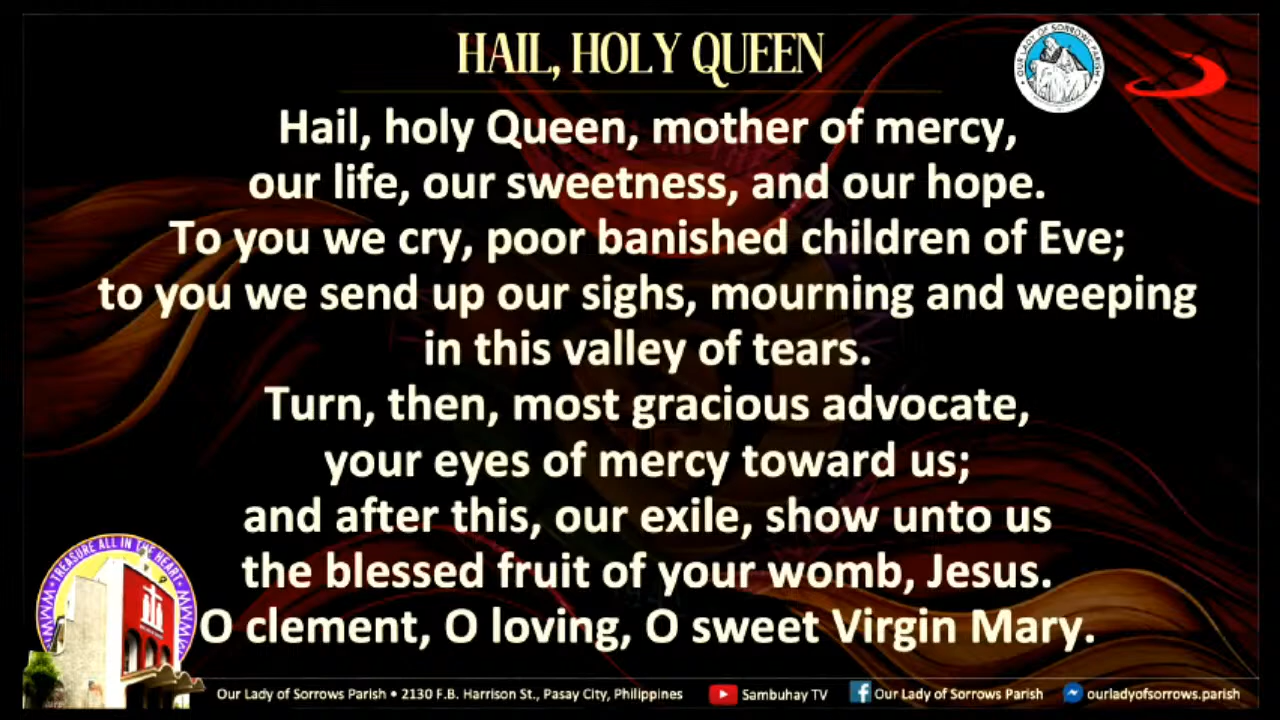 HAIL, HOLY QUEEN
OUR LADY OF SORROWS PARISH
Hail, holy Queen, mother of mercy,
our life, our sweetness, and our hope.
To you we cry, poor banished children of Eve;
to you we send up our sighs, mourning and weeping
in this valley of tears.
Turn, then, most gracious advocate,
your eyes of mercy toward us;
and after this, our exile, show unto us
the blessed fruit of your womb, Jesus.
O clement, O loving, O sweet Virgin Mary.
TREASURE ALL IN THE HEART
Our Lady of Sorrows Parish • 2130 F.B. Harrison St., Pasay City, Philippines Sambuhay TV Our Lady of Sorrows Parish ourladyofsorrows.parish